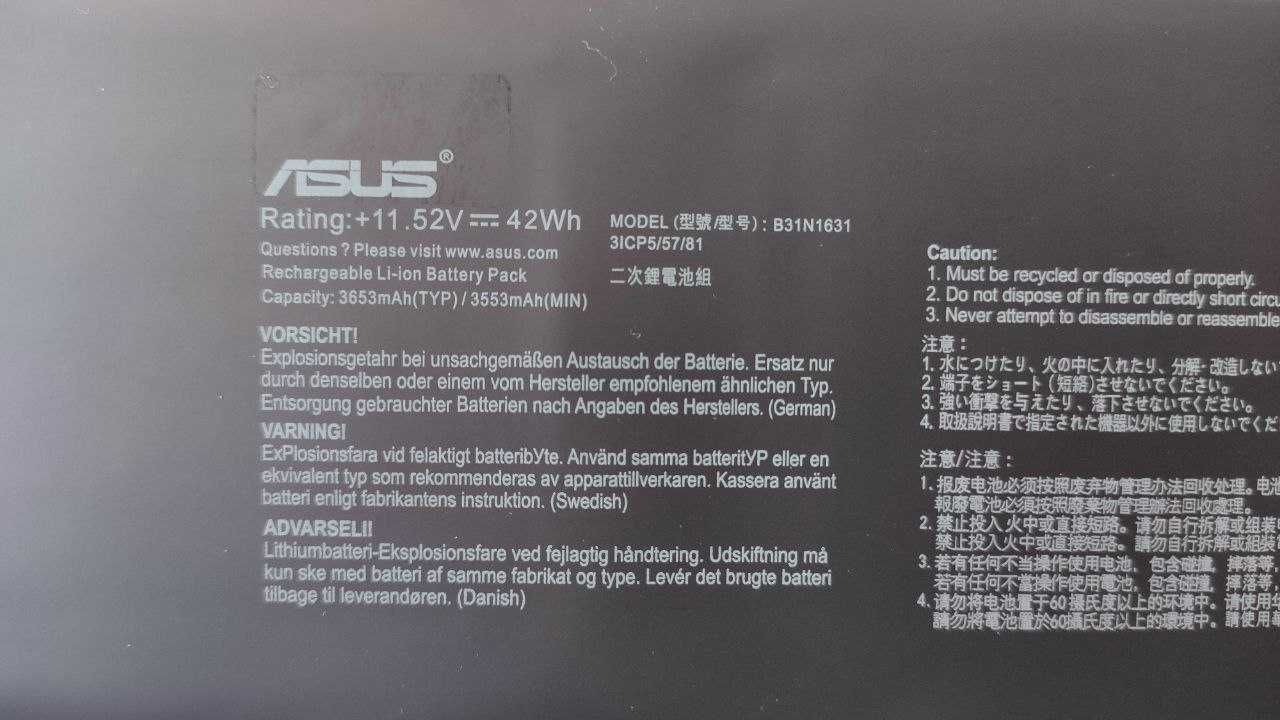 ASUS®
Rating:+11.52V⎓42Wh
Questions ? Please visit www.asus.com
Rechargeable Li-ion Battery Pack
Capacity: 3653mAh(TYP) / 3553mAh(MIN)
MODEL (型號/型号) : B31N1631
3ICP5/57/81
二次鋰電池組
VORSICHT!
Explosionsgetahr bei unsachgemäßen Austausch der Batterie. Ersatz nur
durch denselben oder einem vom Hersteller empfohlenem ähnlichen Typ.
Entsorgung gebrauchter Batterien nach Angaben des Herstellers. (German)
VARNING!
ExPlosionsfara vid felaktigt batteribYte. Använd samma batteritYP eller en
ekvivalent typ som rekommenderas av apparattillverkaren. Kassera använt
batteri enligt fabrikantens instruktion. (Swedish)
ADVARSELI!
Lithiumbatteri-Eksplosionsfare ved fejlagtig håndtering. Udskiftning må
kun ske med batteri af samme fabrikat og type. Levér det brugte batteri
tilbage til leverandøren. (Danish)
Caution:
1. Must be recycled or disposed of properly.
2. Do not dispose of in fire or directly short circu
3. Never attempt to disassemble or reassemble
注意：
1. 水につけたり、火の中に入れたり、分解·改造しない
2. 端子をショート（短絡）させないでください。
3. 強い衝撃を与えたり、落下させないでください。
4. 取扱説明書で指定された機器以外に使用しないでくだ
注意/注意：
1. 报废电池必须按照废弃物管理办法回收处理。电池
報廢電池必須按照廢棄物管理辦法回收處理。
2. 禁止投入火中或直接短路。请勿自行拆解或组装
禁止投入火中或直接短路。請勿自行拆解或組裝
3. 若有任何不当操作使用电池，包含碰撞，摔落等，
若有任何不當操作使用電池，包含碰撞，摔落等，
4. 请勿将电池置于60摄氏度以上的环境中。请使用
請勿將電池置於60攝氏度以上的環境中。請使用